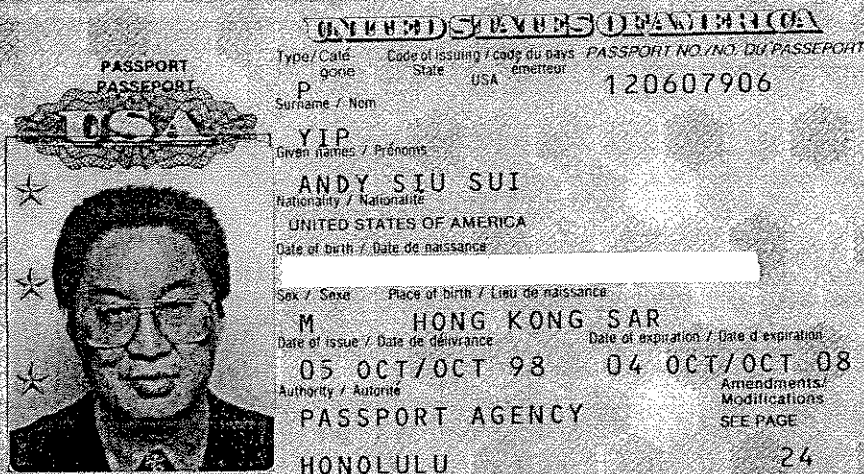 UNITED STATES OF AMERICA
PASSPORT
PASSEPORT
USA
Type / Caté
gorie
Code of issuing / code du pays
State émetteur
PASSPORT NO. / NO. DU PASSEPORT
P
USA
120607906
Surname / Nom
YIP
Given names / Prénoms
ANDY SIU SUI
Nationality / Nationalité
UNITED STATES OF AMERICA
Date of birth / Date de naissance
Sex / Sexe
Place of birth / Lieu de naissance
M
HONG KONG SAR
Date of issue / Date de délivrance
Date of expiration / Date d'expiration
05 OCT/OCT 98
04 OCT/OCT 08
Authority / Autorité
Amendments/
Modifications
PASSPORT AGENCY
SEE PAGE
HONOLULU
24